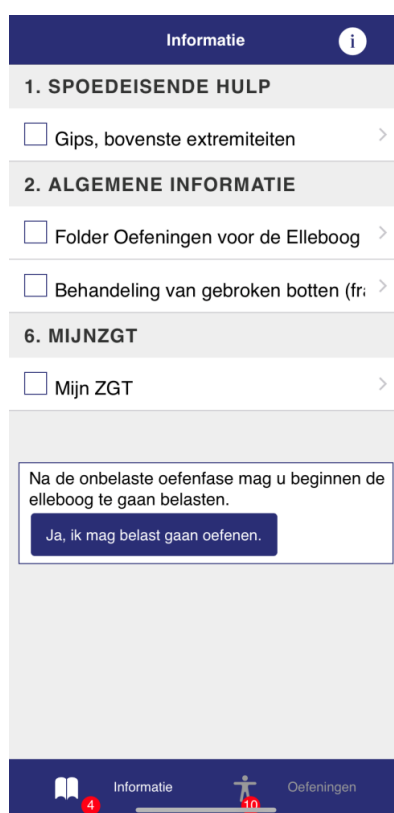 Informatie
i
1. SPOEDEISENDE HULP
Gips, bovenste extremiteiten
2. ALGEMENE INFORMATIE
Folder Oefeningen voor de Elleboog
Behandeling van gebroken botten (fra
6. MIJNZGT
Mijn ZGT
Na de onbelaste oefenfase mag u beginnen de
elleboog te gaan belasten.
Ja, ik mag belast gaan oefenen.
4 Informatie 10 Oefeningen